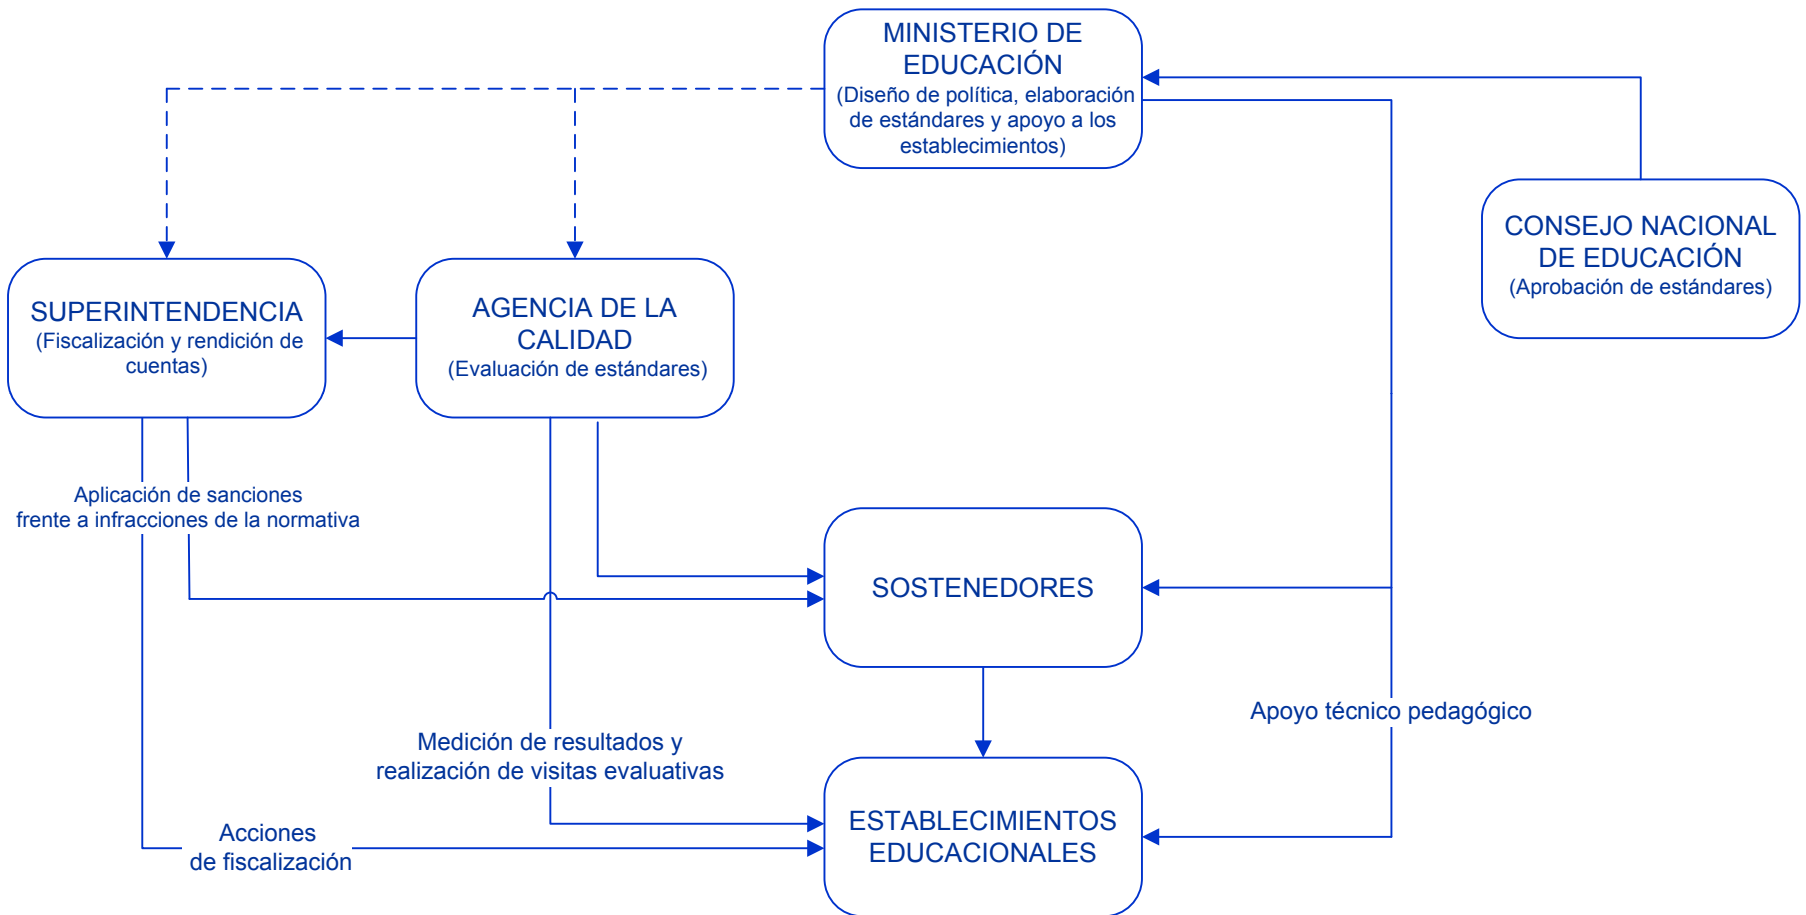 MINISTERIO DE
EDUCACIÓN
(Diseño de política, elaboración
de estándares y apoyo a los
establecimientos)
CONSEJO NACIONAL
DE EDUCACIÓN
(Aprobación de estándares)
SUPERINTENDENCIA
(Fiscalización y rendición de
cuentas)
AGENCIA DE LA
CALIDAD
(Evaluación de estándares)
Aplicación de sanciones
frente a infracciones de la normativa
SOSTENEDORES
Apoyo técnico pedagógico
Medición de resultados y
realización de visitas evaluativas
ESTABLECIMIENTOS
EDUCACIONALES
Acciones
de fiscalización